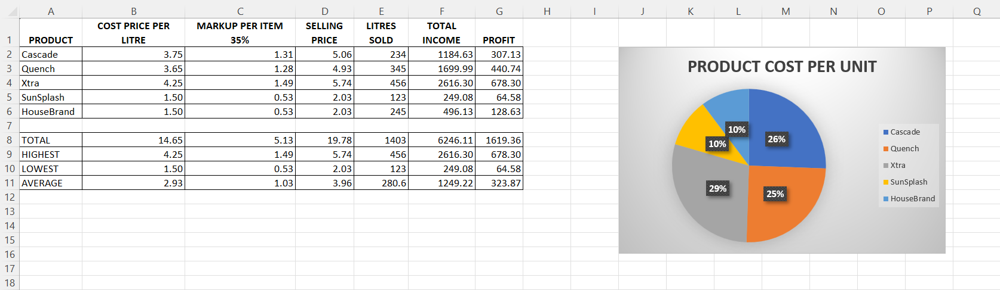 A B C D E F G H I J K L M N O P Q
1 PRODUCT COST PRICE PER LITRE MARKUP PER ITEM 35% SELLING PRICE LITRES SOLD TOTAL INCOME PROFIT
2 Cascade 3.75 1.31 5.06 234 1184.63 307.13
3 Quench 3.65 1.28 4.93 345 1699.99 440.74
4 Xtra 4.25 1.49 5.74 456 2616.30 678.30
5 SunSplash 1.50 0.53 2.03 123 249.08 64.58
6 HouseBrand 1.50 0.53 2.03 245 496.13 128.63
7
8 TOTAL 14.65 5.13 19.78 1403 6246.11 1619.36
9 HIGHEST 4.25 1.49 5.74 456 2616.30 678.30
10 LOWEST 1.50 0.53 2.03 123 249.08 64.58
11 AVERAGE 2.93 1.03 3.96 280.6 1249.22 323.87
12
13
14
15
16
17
18
PRODUCT COST PER UNIT
10%
26%
10%
29%
25%
Cascade
Quench
Xtra
SunSplash
HouseBrand